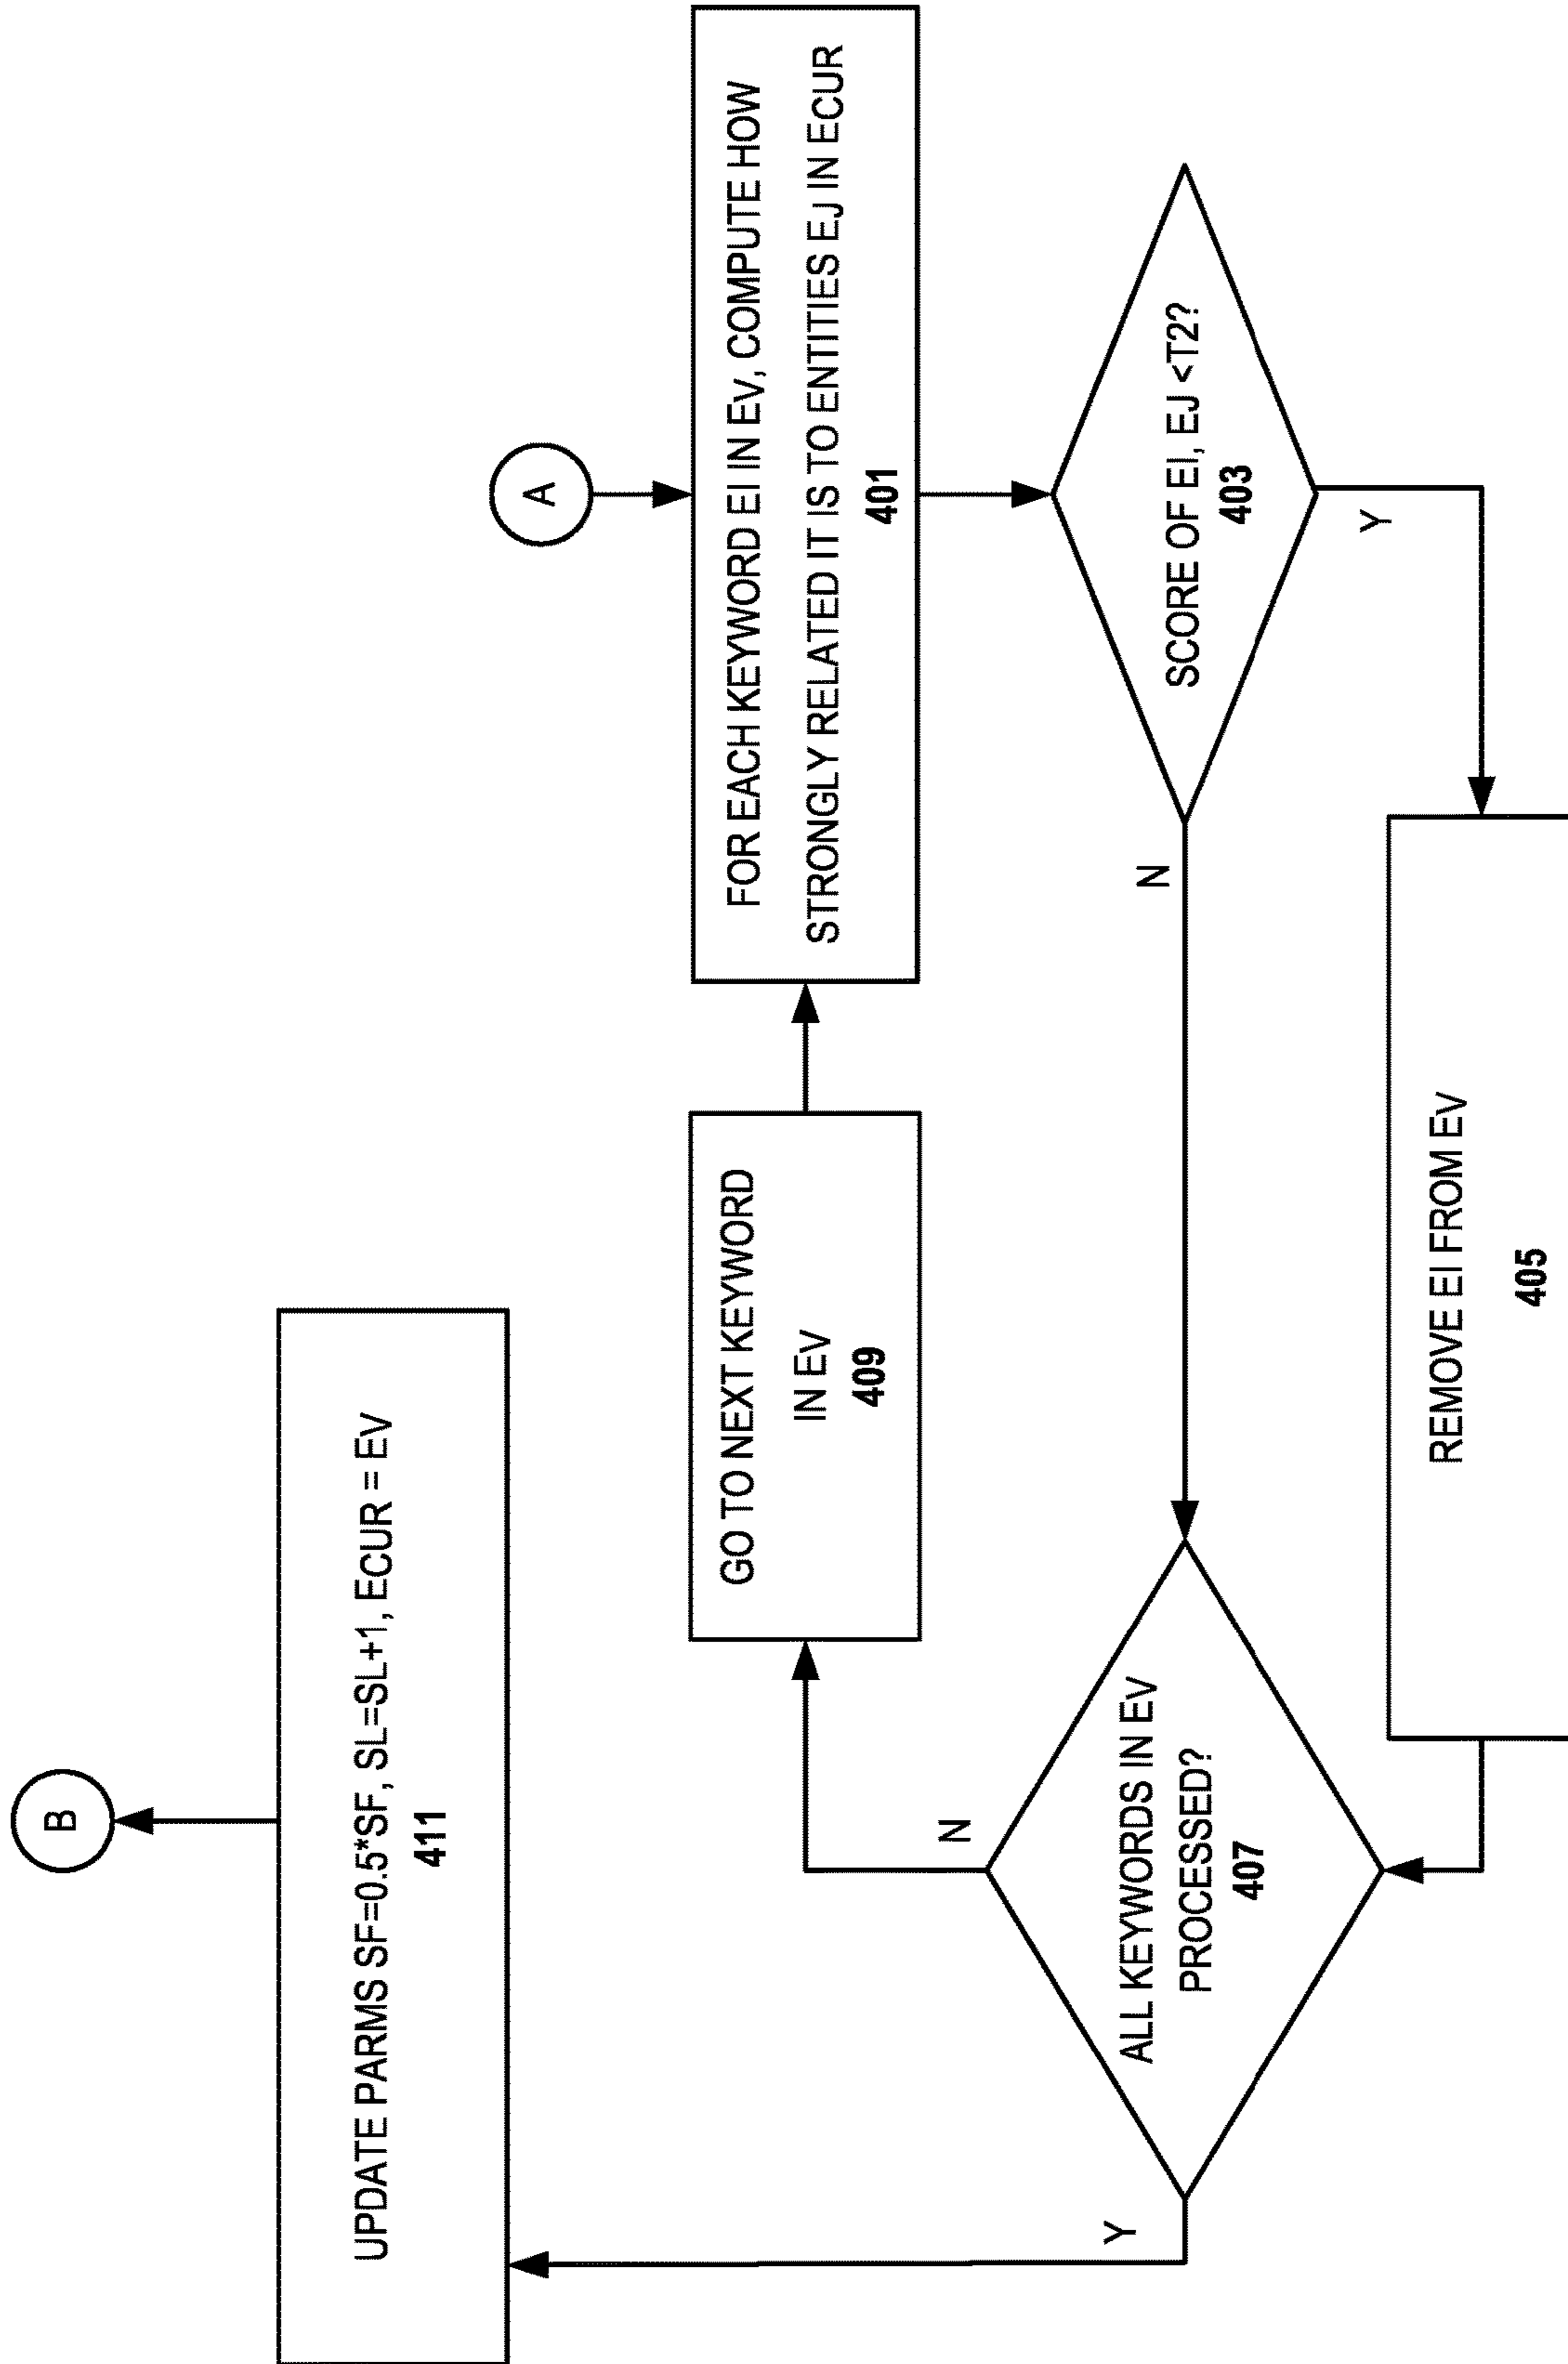 A
FOR EACH KEYWORD EI IN EV, COMPUTE HOW
STRONGLY RELATED IT IS TO ENTITIES EJ IN ECUR
401
SCORE OF EI, EJ <T2?
403
Y
N
REMOVE EI FROM EV
405
ALL KEYWORDS IN EV
PROCESSED?
407
N
Y
GO TO NEXT KEYWORD
IN EV
409
UPDATE PARMS SF=0.5*SF, SL=SL+1, ECUR = EV
411
B